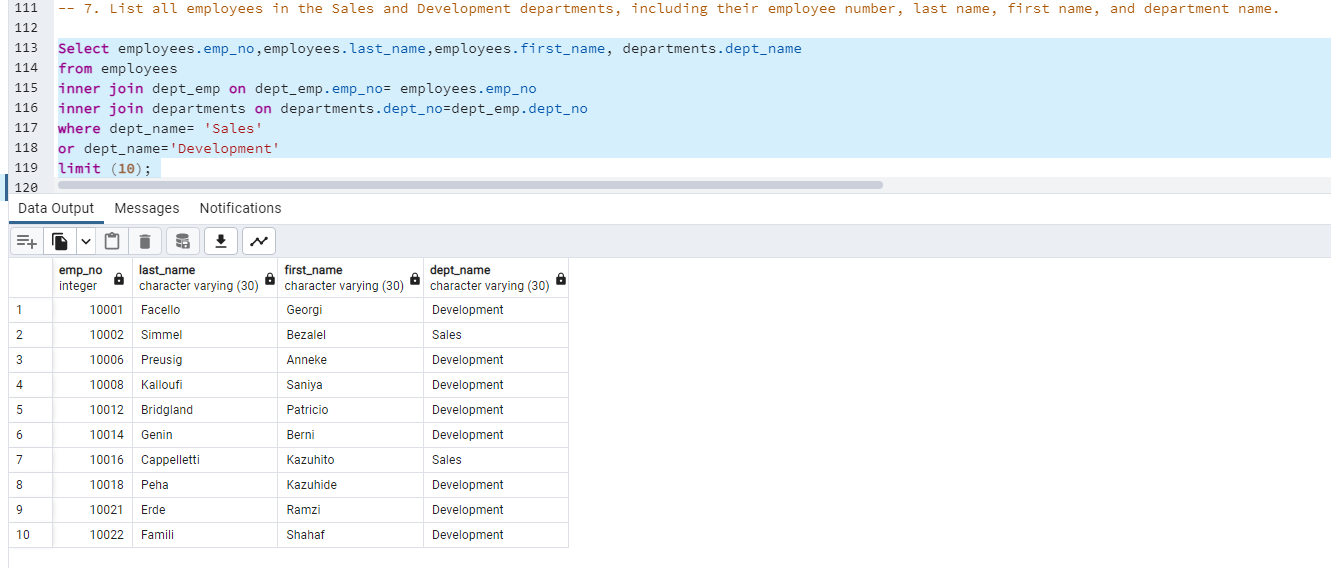 111 -- 7. List all employees in the Sales and Development departments, including their employee number, last name, first name, and department name.
112
113 Select employees.emp_no,employees.last_name,employees.first_name, departments.dept_name
114 from employees
115 inner join dept_emp on dept_emp.emp_no= employees.emp_no
116 inner join departments on departments.dept_no=dept_emp.dept_no
117 where dept_name= 'Sales'
118 or dept_name='Development'
119 limit (10);
120
Data Output Messages Notifications
emp_no last_name first_name dept_name
integer character varying (30) character varying (30) character varying (30)
1 10001 Facello Georgi Development
2 10002 Simmel Bezalel Sales
3 10006 Preusig Anneke Development
4 10008 Kalloufi Saniya Development
5 10012 Bridgland Patricio Development
6 10014 Genin Berni Development
7 10016 Cappelletti Kazuhito Sales
8 10018 Peha Kazuhide Development
9 10021 Erde Ramzi Development
10 10022 Famili Shahaf Development